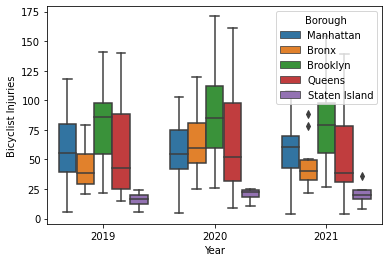 175
150
125
100
75
50
25
0
Bicyclist Injuries
Borough
Manhattan
Bronx
Brooklyn
Queens
Staten Island
2019
2020
2021
Year